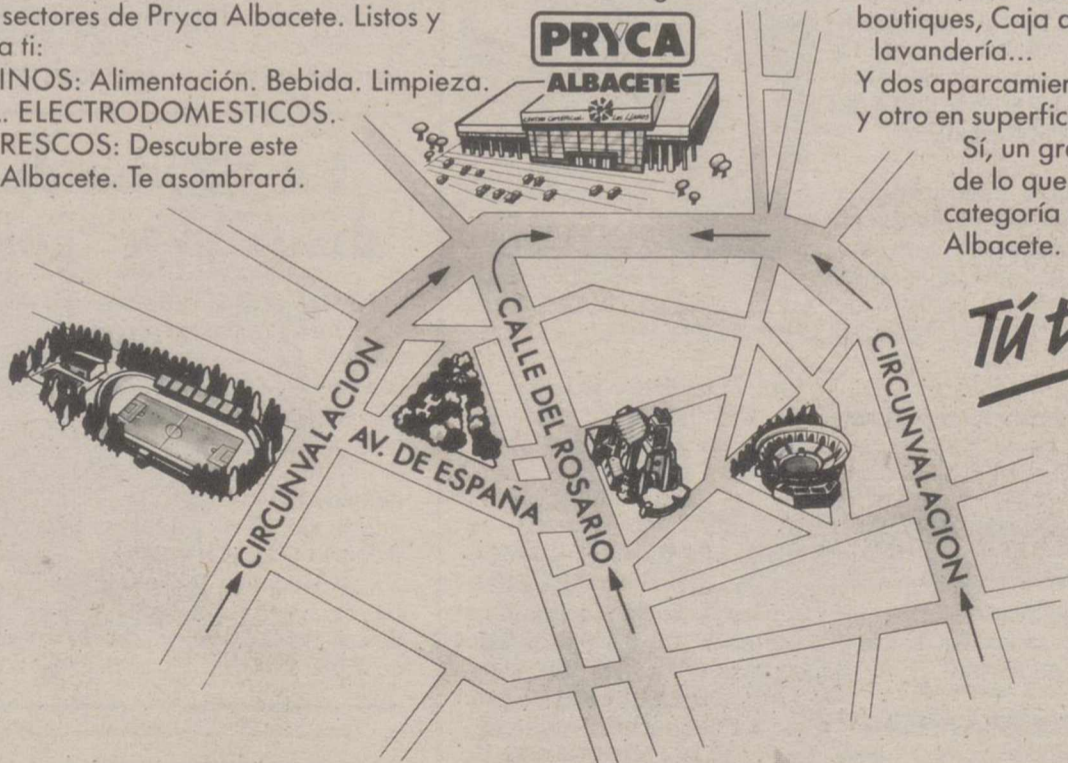 sectores de Pryca Albacete. Listos y
a ti:
INOS: Alimentación. Bebida. Limpieza.
ELECTRODOMESTICOS.
RESCOS: Descubre este
Albacete. Te asombrará.
PRYCA
ALBACETE
boutiques, Caja
lavandería...
Y dos aparcamien
y otro en superfic
Sí, un gr
de lo que
categoría
Albacete.
Tú t
CIRCUNVALACION
AV. DE ESPAÑA
CALLE DEL ROSARIO
CIRCUNVALACION